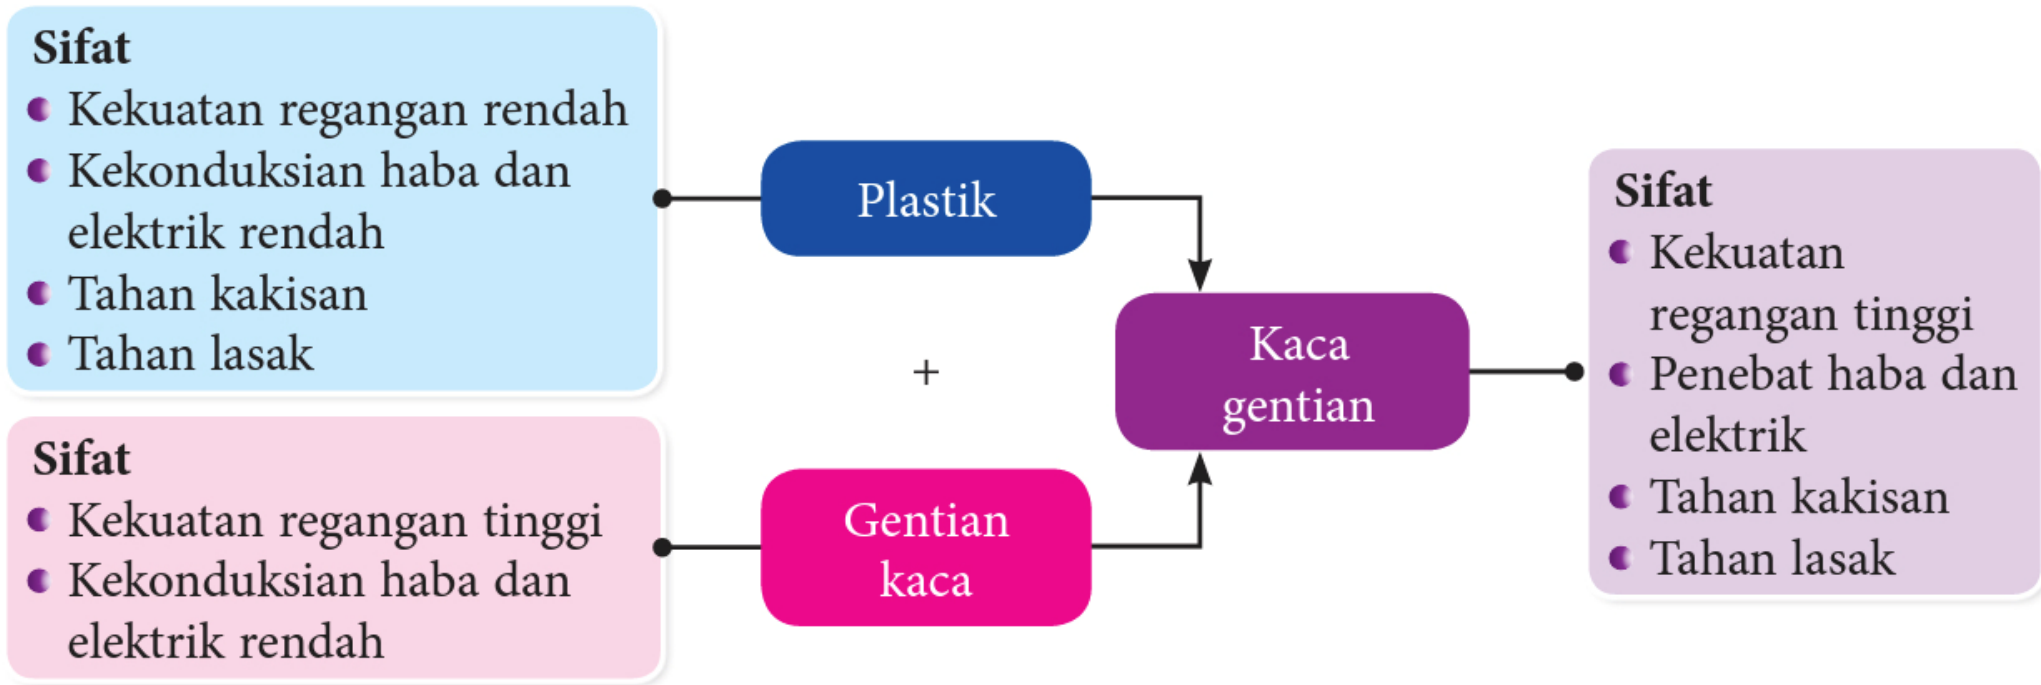 Sifat
Kekuatan regangan rendah
Kekonduksian haba dan
elektrik rendah
Tahan kakisan
Tahan lasak
Sifat
Kekuatan regangan tinggi
Kekonduksian haba dan
elektrik rendah
Plastik
+
Gentian
kaca
Kaca
gentian
Sifat
Kekuatan
regangan tinggi
Penebat haba dan
elektrik
Tahan kakisan
Tahan lasak